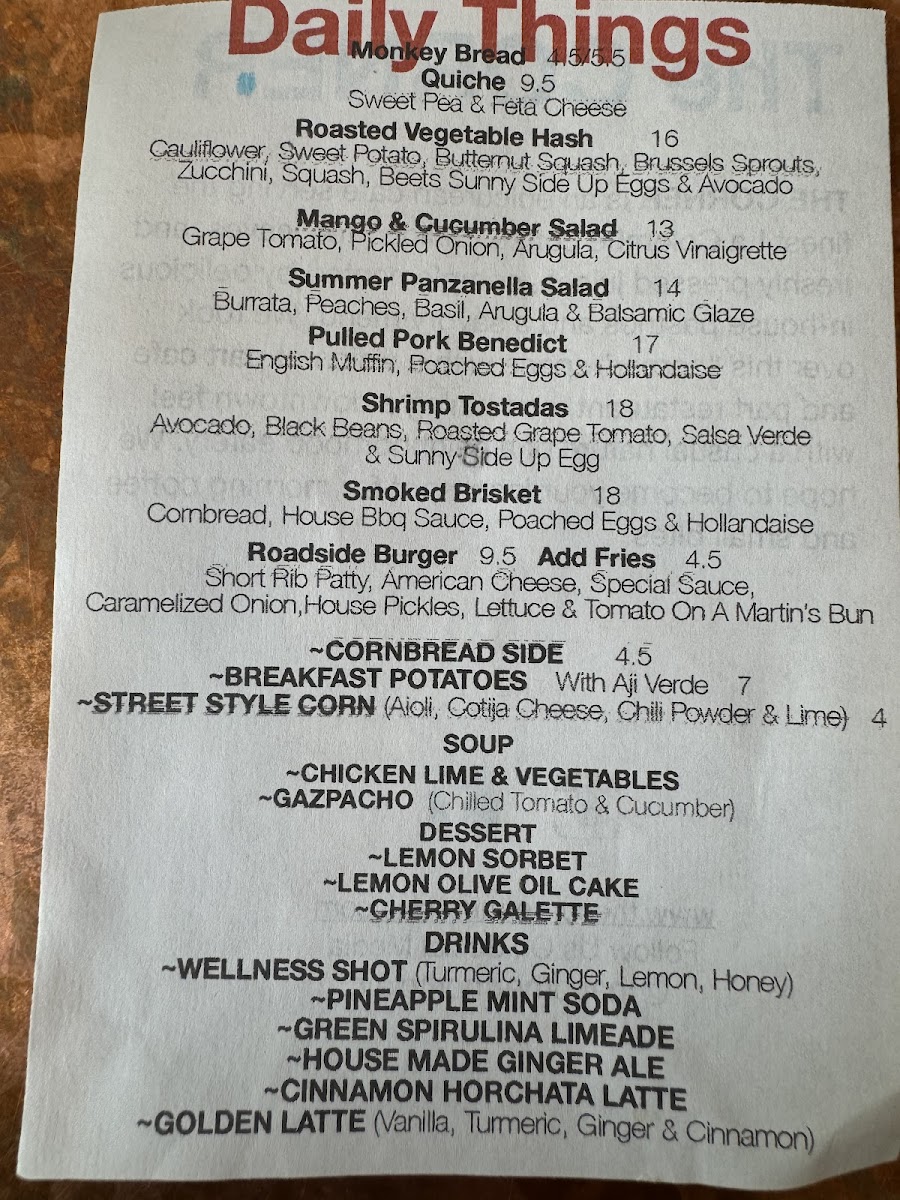 Daily Things
Monkey Bread 4.5/5.5
Quiche 9.5
Sweet Pea & Feta Cheese
Roasted Vegetable Hash 16
Cauliflower, Sweet Potato, Butternut Squash, Brussels Sprouts,
Zucchini, Squash, Beets Sunny Side Up Eggs & Avocado
Mango & Cucumber Salad 13
Grape Tomato, Pickled Onion, Arugula, Citrus Vinaigrette
Summer Panzanella Salad 14
Burrata, Peaches, Basil, Arugula & Balsamic Glaze
Pulled Pork Benedict 17
English Muffin, Poached Eggs & Hollandaise
Shrimp Tostadas 18
Avocado, Black Beans, Roasted Grape Tomato, Salsa Verde
& Sunny Side Up Egg
Smoked Brisket 18
Cornbread, House Bbq Sauce, Poached Eggs & Hollandaise
Roadside Burger 9.5 Add Fries 4.5
Short Rib Patty, American Cheese, Special Sauce,
Caramelized Onion,House Pickles, Lettuce & Tomato On A Martin's Bun
~CORNBREAD SIDE 4.5
~BREAKFAST POTATOES With Aji Verde 7
~STREET STYLE CORN (Aioli, Cotija Cheese, Chili Powder & Lime) 4
SOUP
~CHICKEN LIME & VEGETABLES
~GAZPACHO (Chilled Tomato & Cucumber)
DESSERT
~LEMON SORBET
~LEMON OLIVE OIL CAKE
~CHERRY GALETTE
DRINKS
~WELLNESS SHOT (Turmeric, Ginger, Lemon, Honey)
~PINEAPPLE MINT SODA
~GREEN SPIRULINA LIMEADE
~HOUSE MADE GINGER ALE
~CINNAMON HORCHATA LATTE
~GOLDEN LATTE (Vanilla, Turmeric, Ginger & Cinnamon)